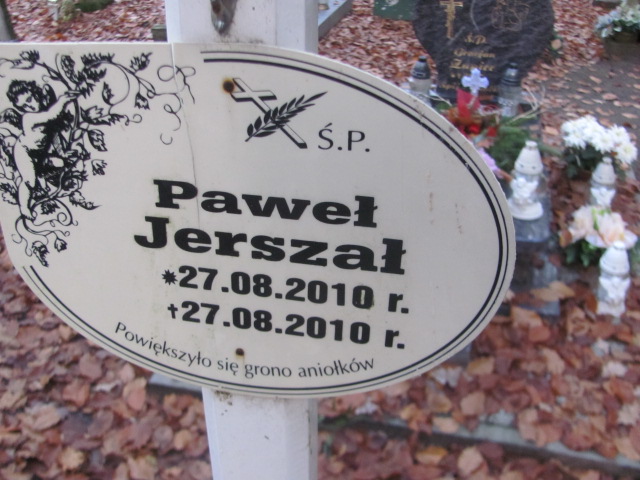 Ś.P.
Paweł
Jerszał
*27.08.2010 r.
†27.08.2010 r.
Powiększyło się grono aniołków
Ś.P.